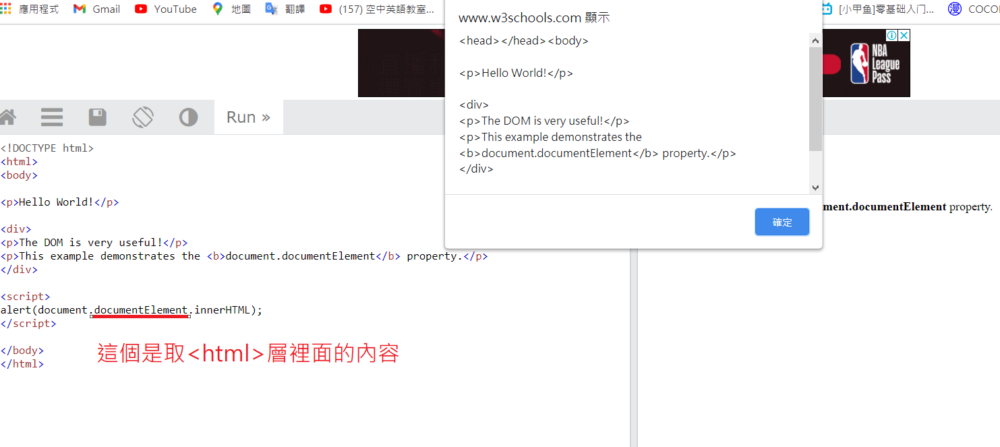 應用程式 Gmail YouTube 地圖 翻譯 (157) 空中英語教室... [小甲鱼]零基础入门... COCO
www.w3schools.com 顯示
<head></head><body>
<p>Hello World!</p>
<div>
<p>The DOM is very useful!</p>
<p>This example demonstrates the
<b>document.documentElement</b> property.</p>
</div>
確定
NBA
League
Pass
Run »
<!DOCTYPE html>
<html>
<body>
<p>Hello World!</p>
<div>
<p>The DOM is very useful!</p>
<p>This example demonstrates the <b>document.documentElement</b> property.</p>
</div>
<script>
alert(document.documentElement.innerHTML);
</script>
</body>
</html>
這個是取<html>層裡面的內容
ment.documentElement property.